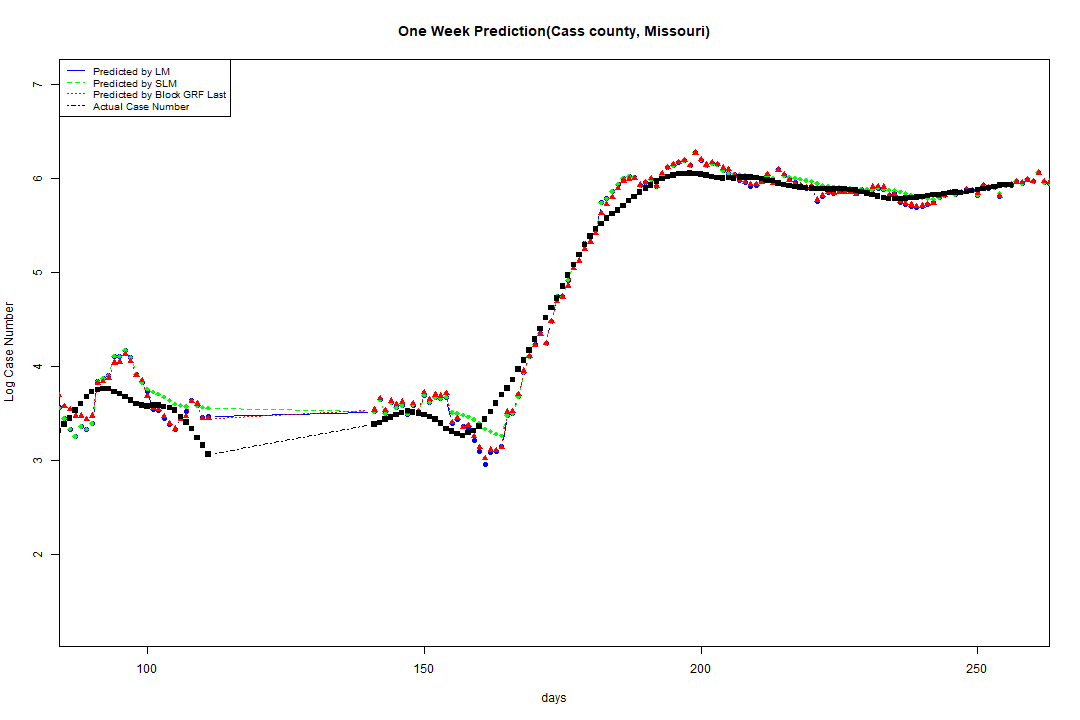 One Week Prediction(Cass county, Missouri)
Predicted by LM
Predicted by SLM
Predicted by Block GRF Last
Actual Case Number
7
6
5
4
3
2
Log Case Number
100 150 200 250
days